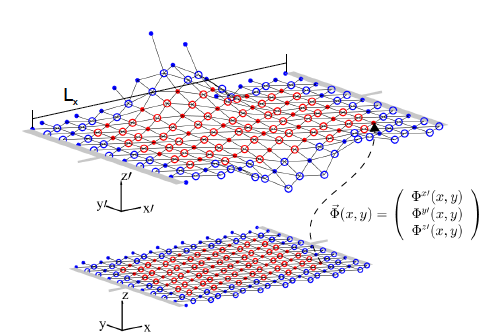 Lₓ
z′
y′ x′
Φ⃗(x, y) = ( Φˣ′(x, y)
Φʸ′(x, y)
Φᶻ′(x, y) )
z
y x